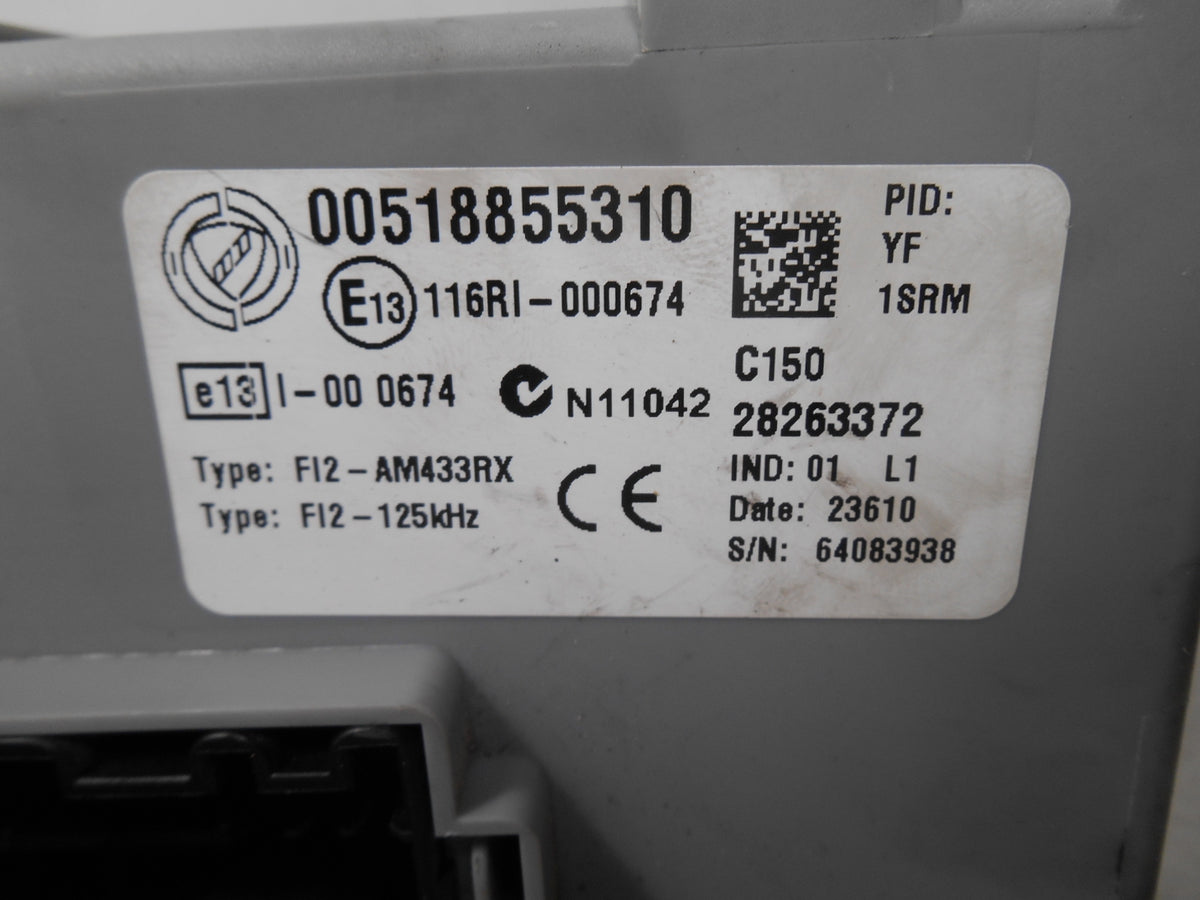 00518855310
E13 116RI-000674
e13 I-00 0674
N11042
Type: FI2-AM433RX
Type: FI2-125kHz
CE
PID:
YF
1SRM
C150
28263372
IND: 01 L1
Date: 23610
S/N: 64083938